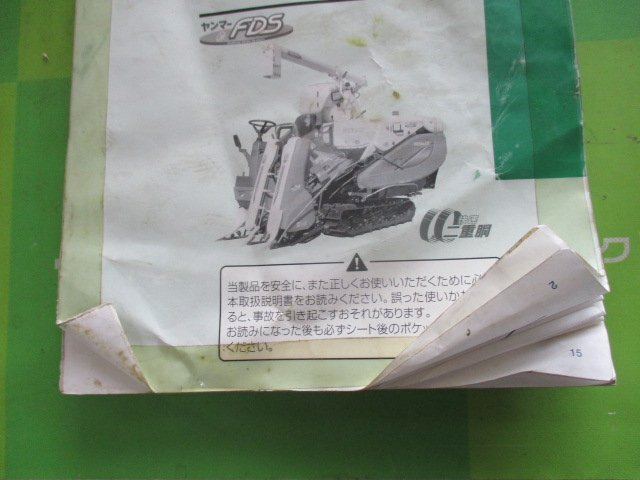 ヤンマー FDS
二重胴
当製品を安全に、また正しくお使いいただくために必
本取扱説明書をお読みください。誤った使いかた
ると、事故を引き起こすおそれがあります。
お読みになった後も必ずシート後のポケッ
ください。
2
15